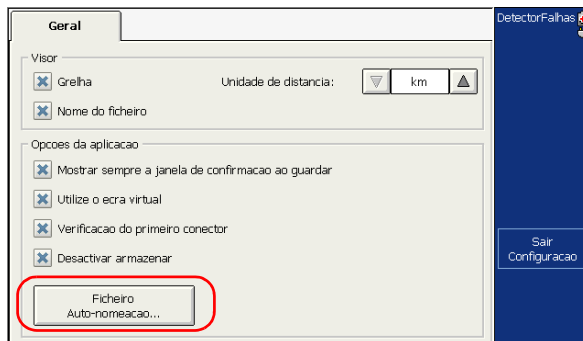 Geral
DetectorFalhas
Visor
Grelha
Unidade de distancia:
km
Nome do ficheiro
Opcoes da aplicacao
Mostrar sempre a janela de confirmacao ao guardar
Utilize o ecra virtual
Verificacao do primeiro conector
Desactivar armazenar
Sair
Configuracao
Ficheiro
Auto-nomeacao...